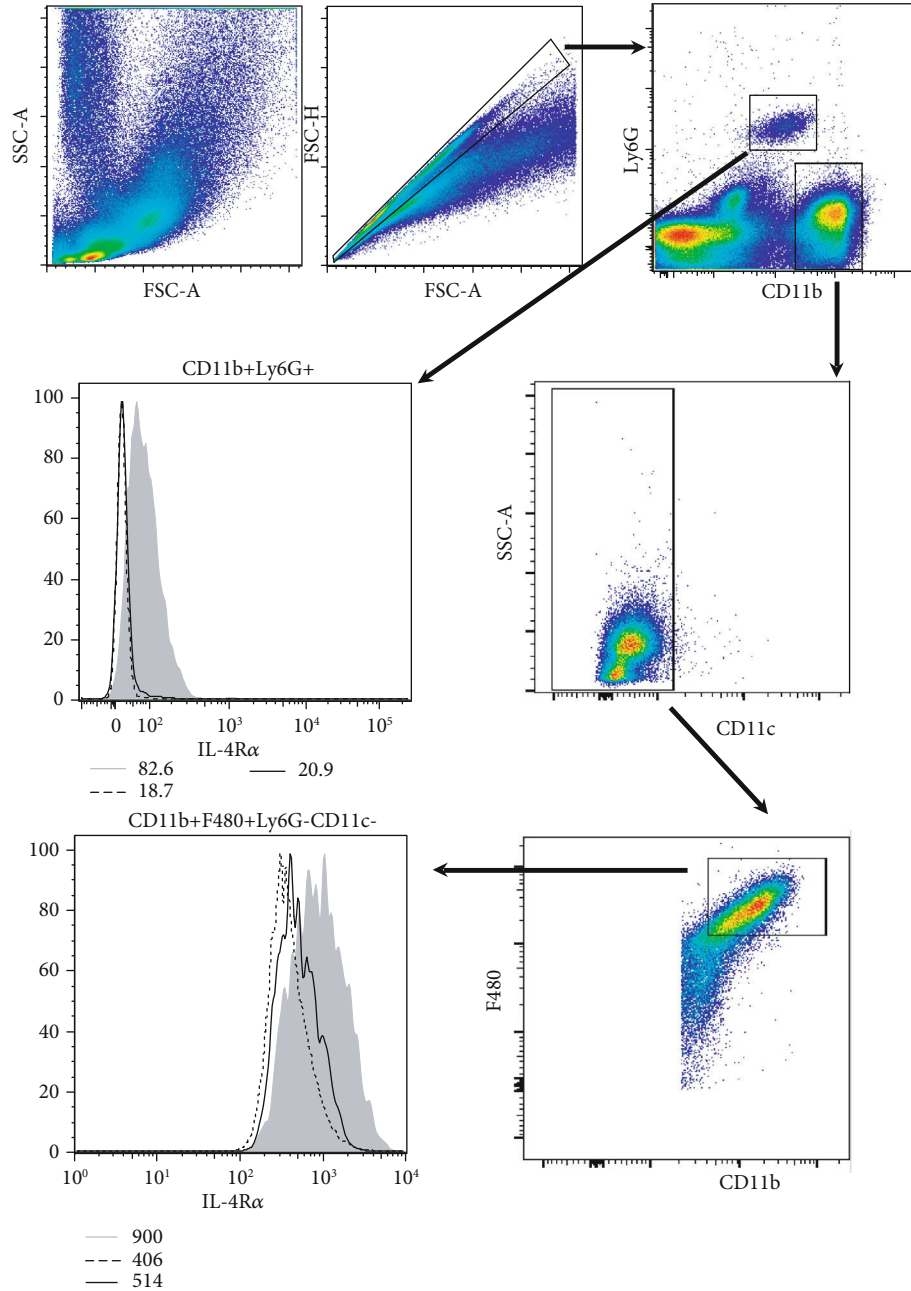 SSC-A
FSC-A
FSC-H
FSC-A
Ly6G
CD11b
CD11b+Ly6G+
100
80
60
40
20
0
0 10² 10³ 10⁴ 10⁵
IL-4Rα
82.6
18.7
20.9
SSC-A
CD11c
CD11b+F480+Ly6G-CD11c-
100
80
60
40
20
0
10⁰ 10¹ 10² 10³ 10⁴
IL-4Rα
900
406
514
F480
CD11b